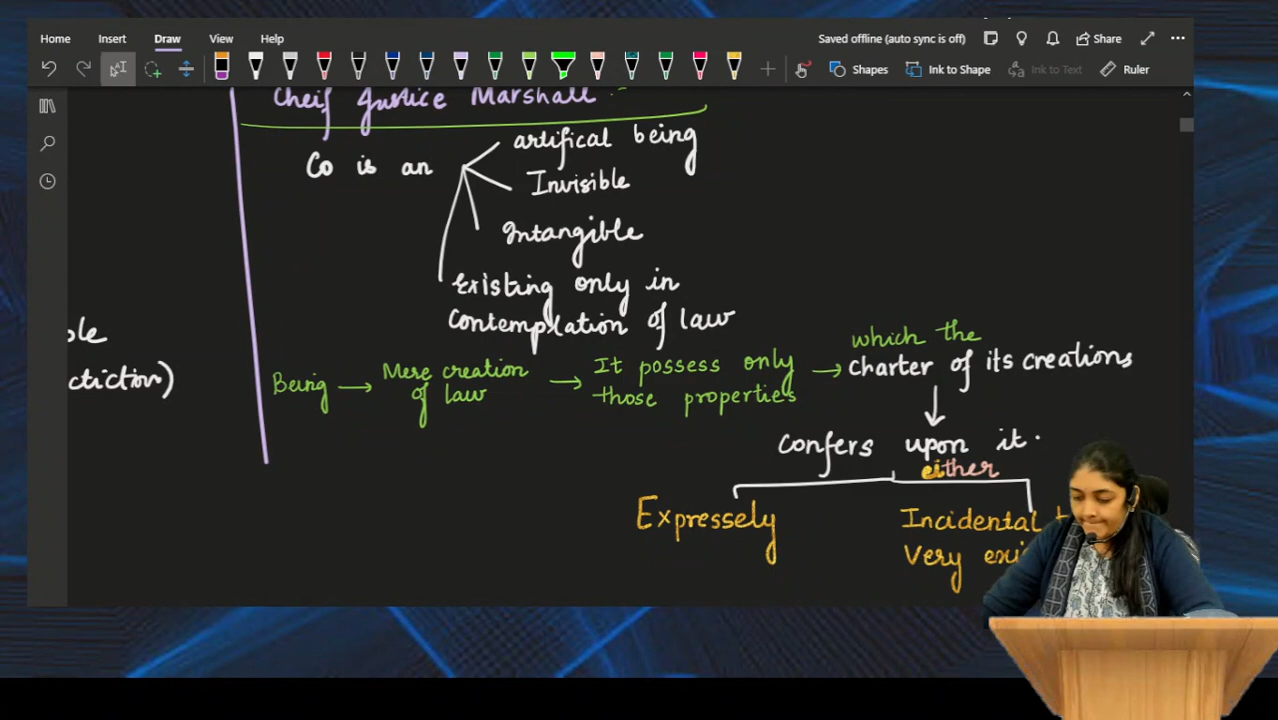 Home Insert Draw View Help Saved offline (auto sync is off) Share
Shapes Ink to Shape Ink to Text Ruler
Cheif Justice Marshall
Co is an
artifical being
Invisible
Intangible
Existing only in
Contemplation of law
Being → Mere creation of law → It possess only those properties → which the charter of its creations
Confers upon it.
either
Expressely
Incidental
Very